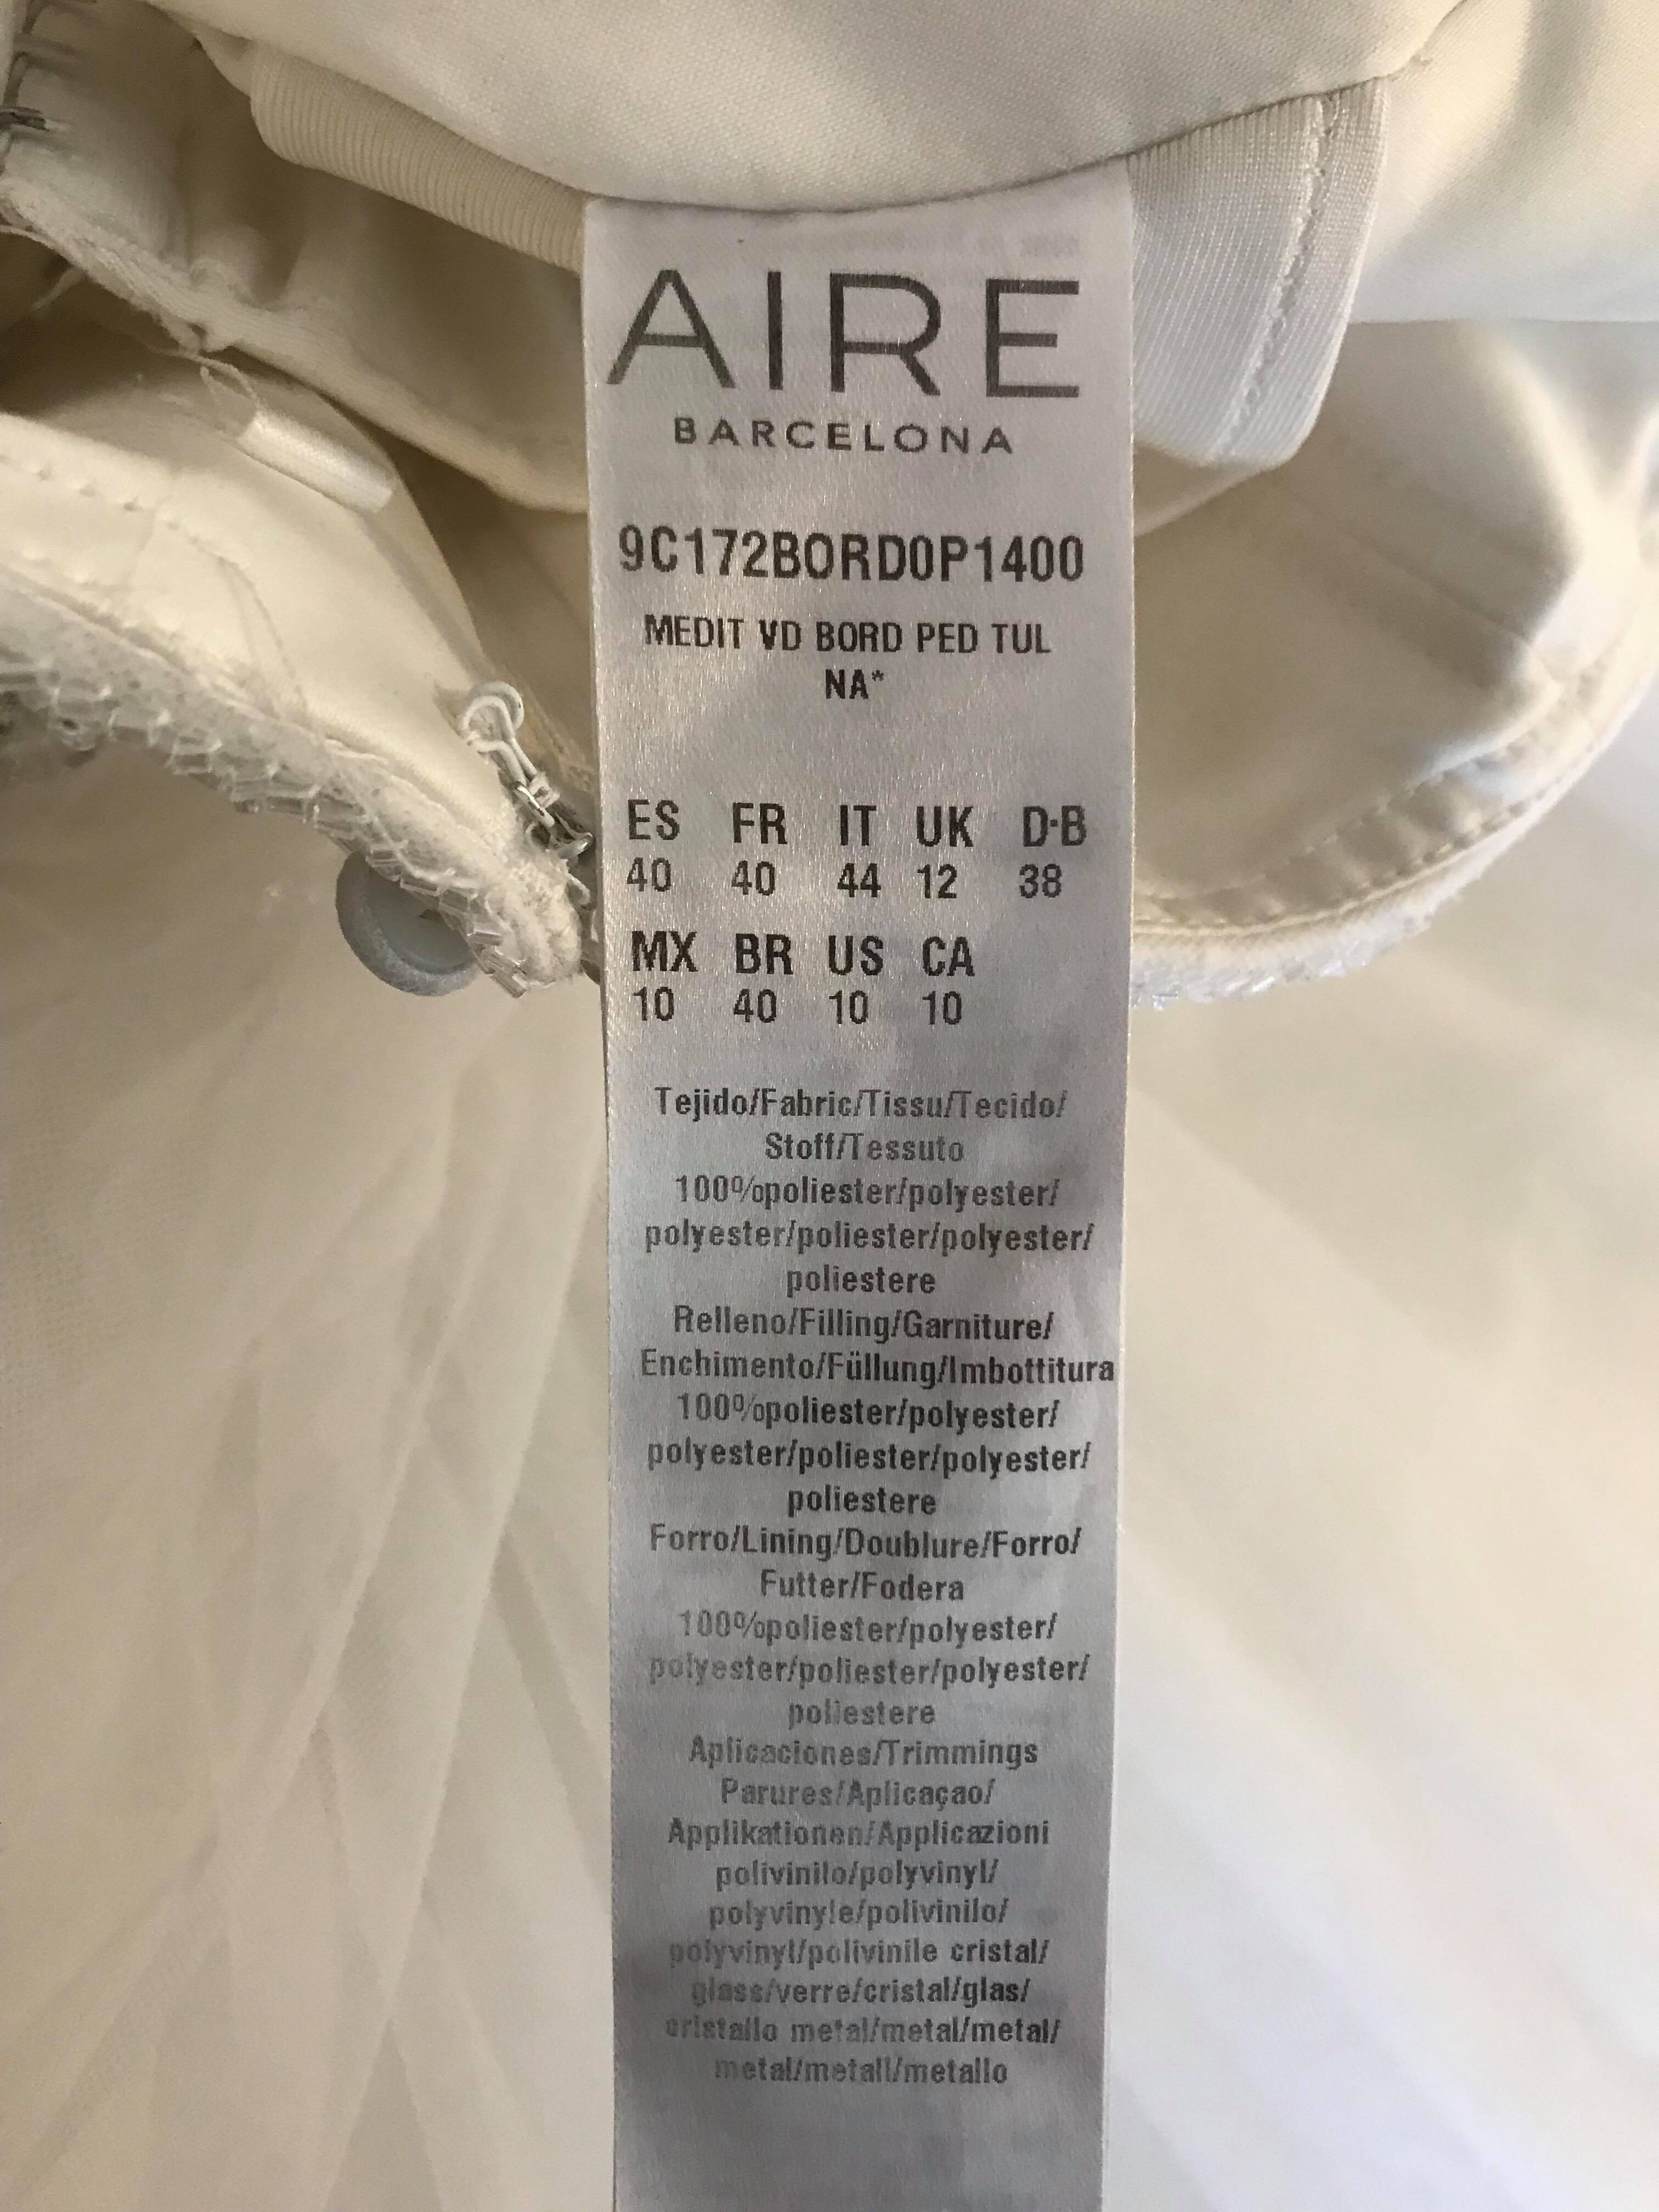 AIRE
BARCELONA
9C172BORD0P1400
MEDIT VD BORD PED TUL
NA*
ES FR IT UK D·B
40 40 44 12 38
MX BR US CA
10 40 10 10
Tejido/Fabric/Tissu/Tecido/
Stoff/Tessuto
100%poliester/polyester/
polyester/poliester/polyester/
poliestere
Relleno/Filling/Garniture/
Enchimento/Füllung/Imbottitura
100%poliester/polyester/
polyester/poliester/polyester/
poliestere
Forro/Lining/Doublure/Forro/
Futter/Fodera
100%poliester/polyester/
polyester/poliester/polyester/
poliestere
Aplicaciones/Trimmings
Parures/Aplicaçao/
Applikationen/Applicazioni
polivinilo/polyvinyl/
polyvinyle/polivinilo/
polyvinyl/polivinile cristal/
glass/verre/cristal/glas/
cristallo metal/metal/metal/
metal/metall/metallo